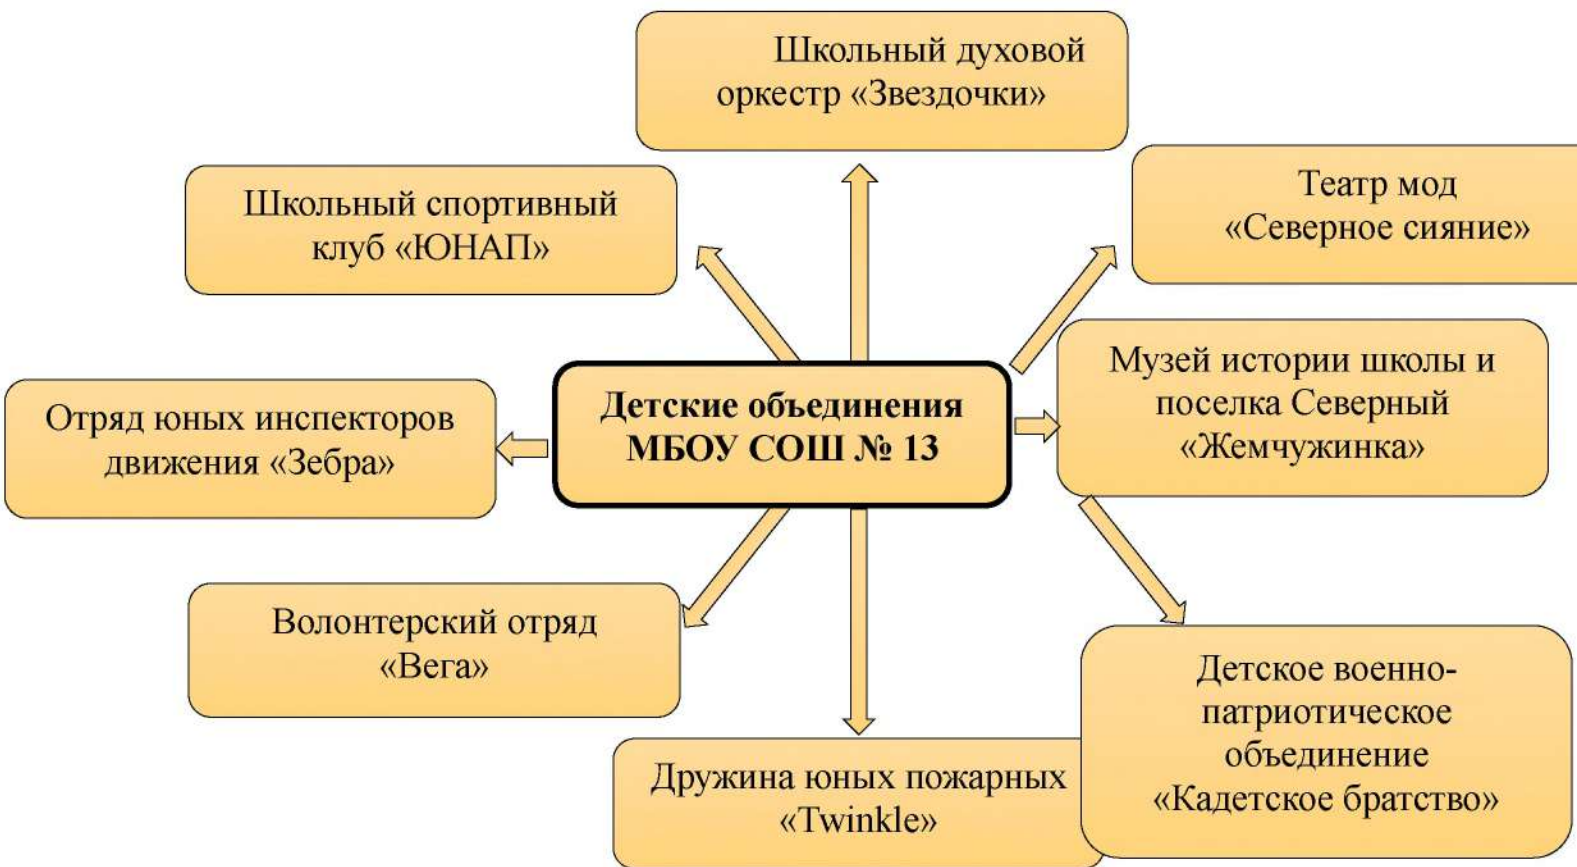 Школьный духовой
оркестр «Звездочки»
Школьный спортивный
клуб «ЮНАП»
Театр мод
«Северное сияние»
Детские объединения
МБОУ СОШ № 13
Музей истории школы и
поселка Северный
«Жемчужинка»
Отряд юных инспекторов
движения «Зебра»
Волонтерский отряд
«Вега»
Детское военно-
патриотическое
объединение
«Кадетское братство»
Дружина юных пожарных
«Twinkle»